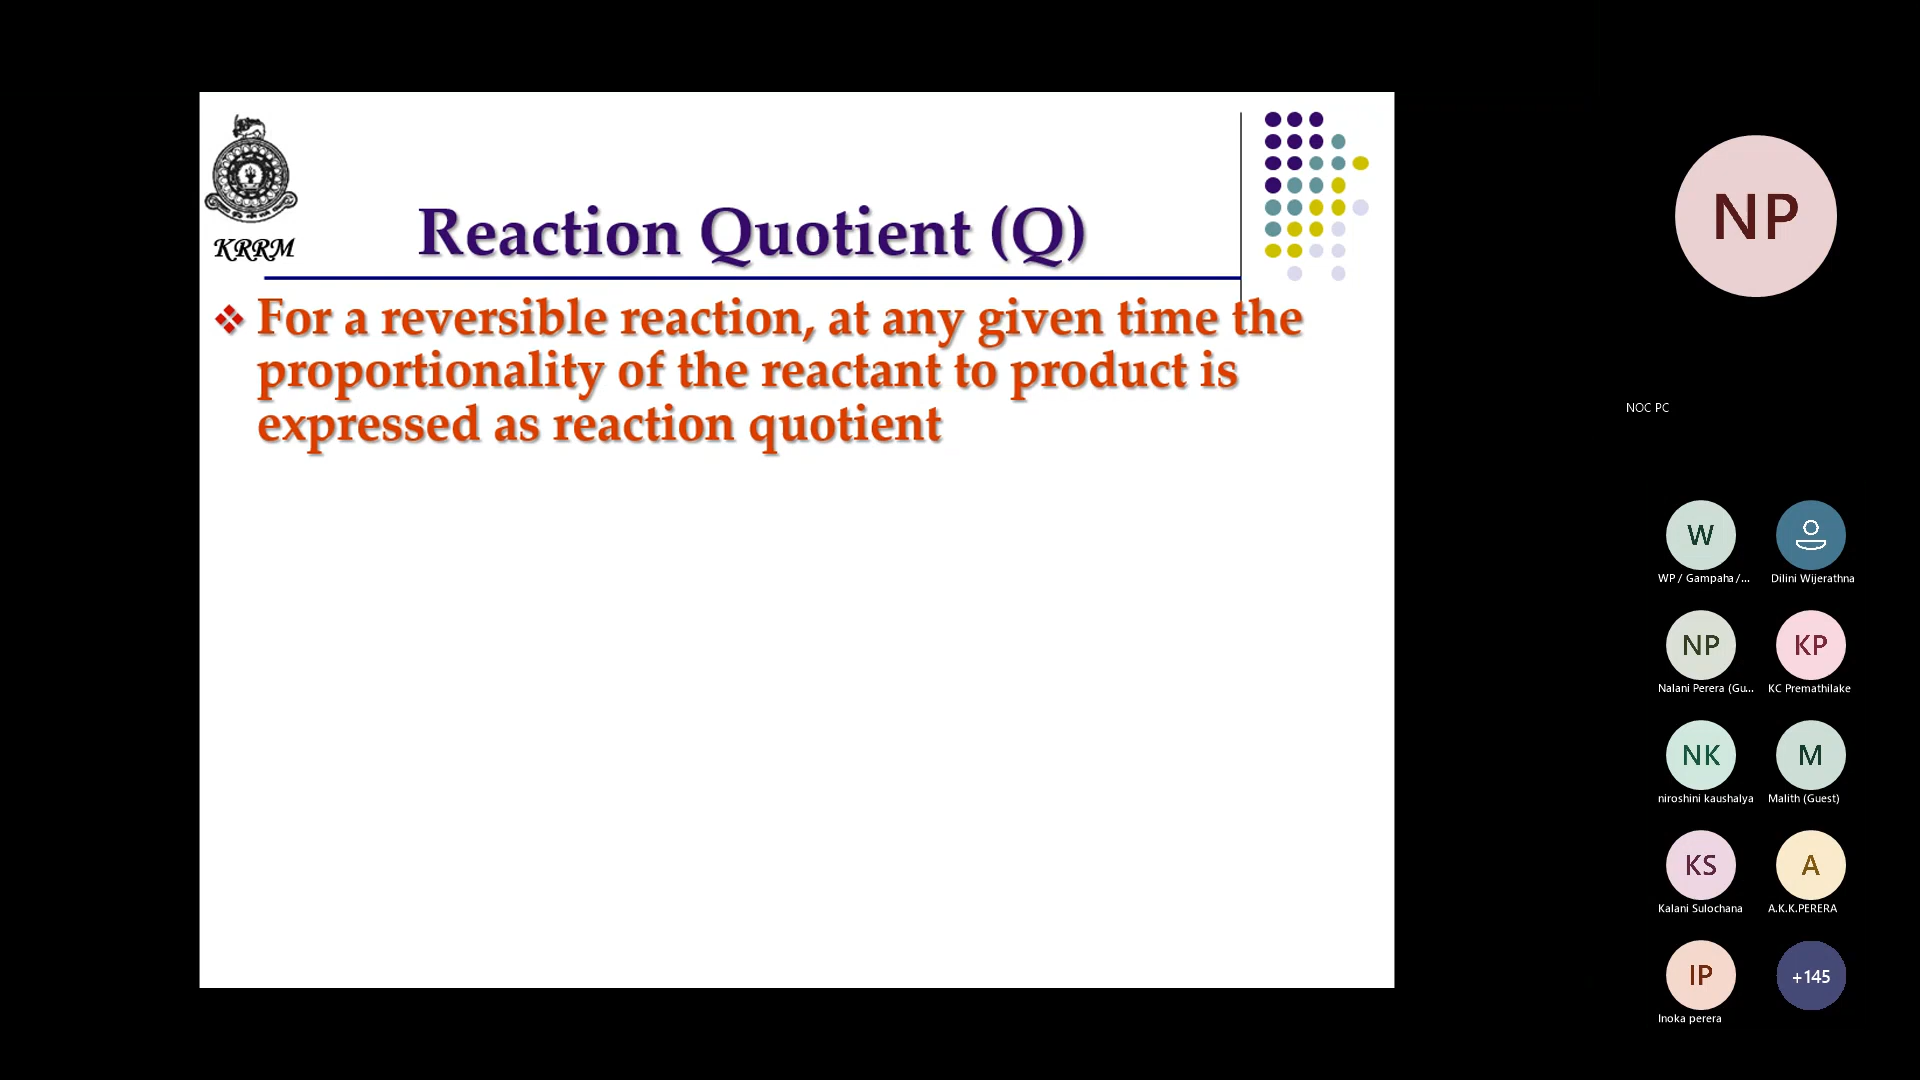 KRRM
Reaction Quotient (Q)
❖ For a reversible reaction, at any given time the
proportionality of the reactant to product is
expressed as reaction quotient
NP
NOC PC
W
WP / Gampaha /...
Dilini Wijerathna
NP
Nalani Perera (Gu...
KP
KC Premathilake
NK
niroshini kaushalya
M
Malith (Guest)
KS
Kalani Sulochana
A
A.K.K.PERERA
IP
Inoka perera
+145